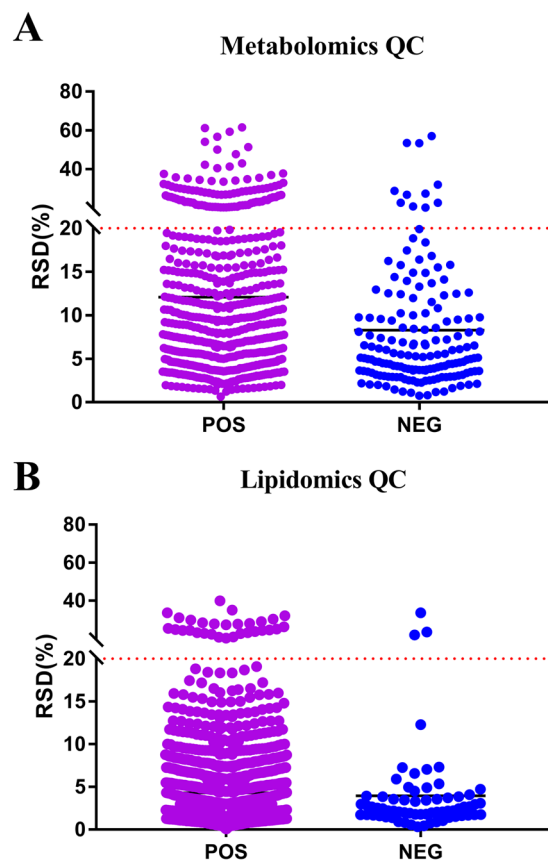 A
Metabolomics QC
RSD(%)
80
60
40
20
15
10
5
0
POS
NEG
B
Lipidomics QC
RSD(%)
80
60
40
20
15
10
5
0
POS
NEG